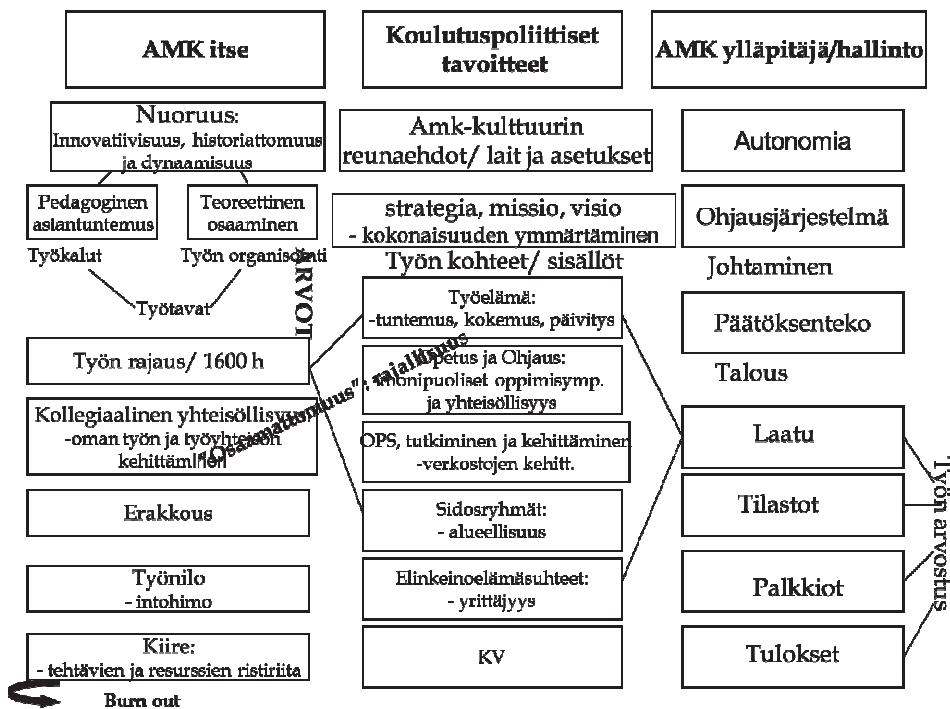 AMK itse
Nuoruus:
Innovatiivisuus, historiattomuus
ja dynaamisuus
Pedagoginen
asiantuntemus
Teoreettinen
osaaminen
Työkalut
Työn organisointi
Työtavat
ARVOT
Työn rajaus/ 1600 h
Kollegiaalinen yhteisöllisyys
-oman työn ja työyhteisön
kehittäminen
"Osaamattomuus": rajallisuus
Erakkous
Työnilo
- intohimo
Kiire:
- tehtävien ja resurssien ristiriita
Burn out
Koulutuspoliittiset
tavoitteet
Amk-kulttuurin
reunaehdot/ lait ja asetukset
strategia, missio, visio
- kokonaisuuden ymmärtäminen
Työn kohteet/ sisällöt
Työelämä:
-tuntemus, kokemus, päivitys
Opetus ja Ohjaus:
monipuoliset oppimisymp.
ja yhteisöllisyys
OPS, tutkiminen ja kehittäminen
-verkostojen kehitt.
Sidosryhmät:
- alueellisuus
Elinkeinoelämäsuhteet:
- yrittäjyys
KV
AMK ylläpitäjä/hallinto
Autonomia
Ohjausjärjestelmä
Johtaminen
Päätöksenteko
Talous
Laatu
Tilastot
Palkkiot
Tulokset
Työn arvostus